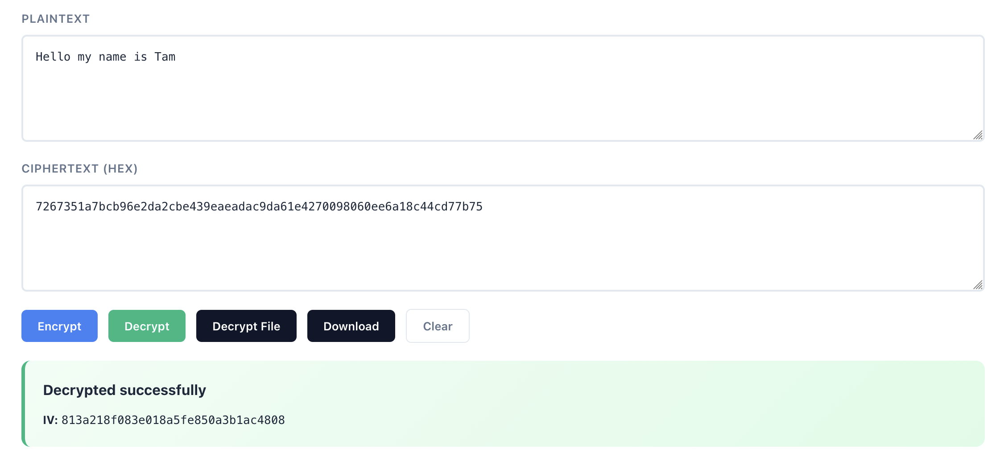 PLAINTEXT
Hello my name is Tam
CIPHERTEXT (HEX)
7267351a7bcb96e2da2cbe439eaeadac9da61e4270098060ee6a18c44cd77b75
Encrypt
Decrypt
Decrypt File
Download
Clear
Decrypted successfully
IV: 813a218f083e018a5fe850a3b1ac4808